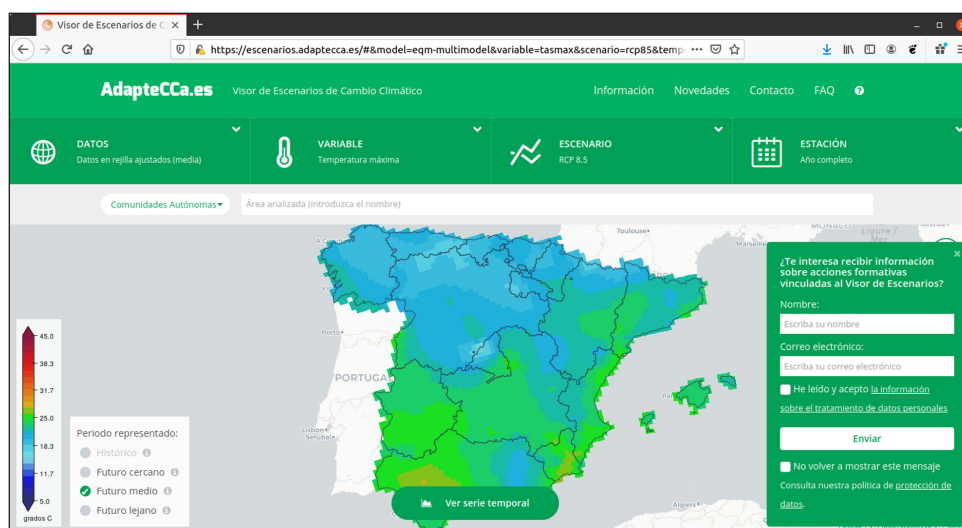 Visor de Escenarios de C
https://escenarios.adaptecca.es/#&model=eqm-multimodel&variable=tasmax&scenario=rcp85&temp
AdapteCCa.es
Visor de Escenarios de Cambio Climático
Información
Novedades
Contacto
FAQ
DATOS
Datos en rejilla ajustados (media)
VARIABLE
Temperatura máxima
ESCENARIO
RCP 8.5
ESTACIÓN
Año completo
Comunidades Autónomas
Área analizada (introduzca el nombre)
Toulouse
MONACO
Ligure /
Mer
Marseille
Porto
PORTUGAL
Lisbon
Setúbal
Algiers
45.0
38.3
31.7
25.0
18.3
11.7
5.0
grados C
Periodo representado:
Histórico
Futuro cercano
Futuro medio
Futuro lejano
Ver serie temporal
¿Te interesa recibir información
sobre acciones formativas
vinculadas al Visor de Escenarios?
Nombre:
Escriba su nombre
Correo electrónico:
Escriba su correo electrónico
He leído y acepto la información
sobre el tratamiento de datos personales
Enviar
No volver a mostrar este mensaje
Consulta nuestra política de protección de
datos.